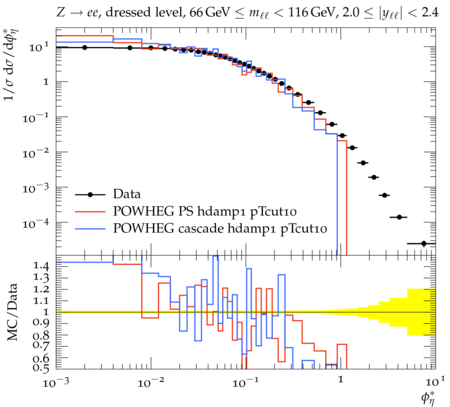 Z → ee, dressed level, 66 GeV ≤ mℓℓ < 116 GeV, 2.0 ≤ |yℓℓ| < 2.4
1/σ dσ/dφ*η
10¹
1
10⁻¹
10⁻²
10⁻³
10⁻⁴
Data
POWHEG PS hdamp1 pTcut10
POWHEG cascade hdamp1 pTcut10
MC/Data
1.4
1.3
1.2
1.1
1
0.9
0.8
0.7
0.6
0.5
10⁻³ 10⁻² 10⁻¹ 1 10¹
φ*η